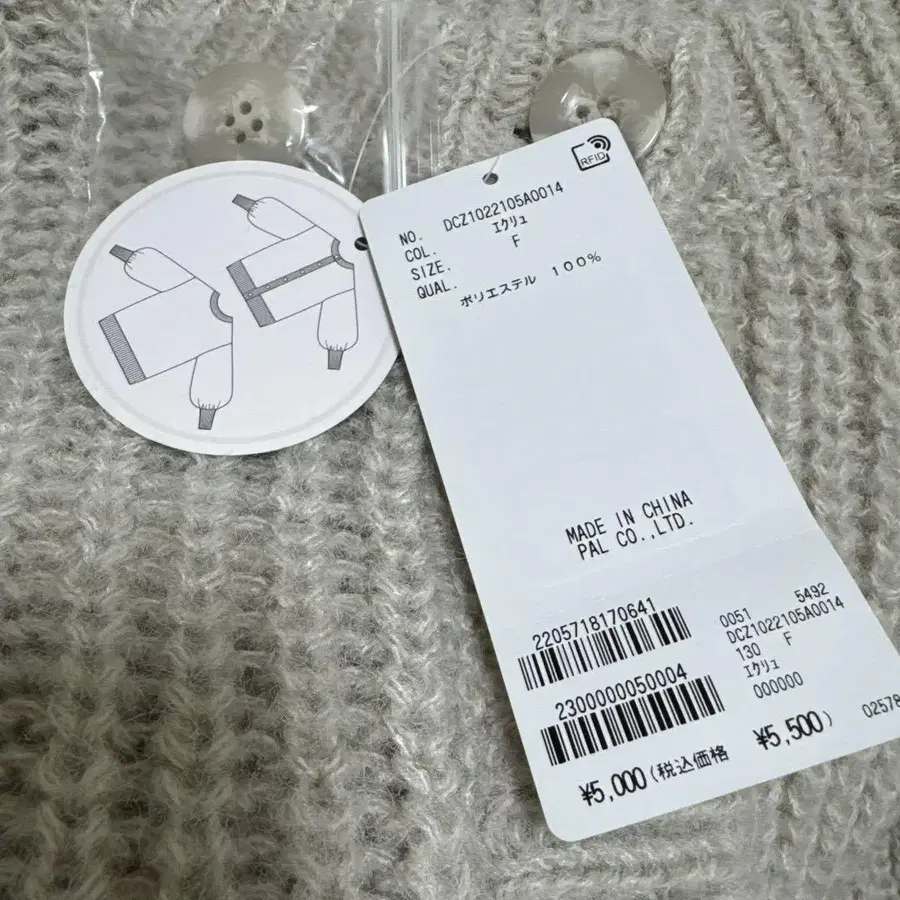 RFID
NO. DCZ1022105A0014
COL. エクリュ
SIZE. F
QUAL.
ポリエステル 100%
MADE IN CHINA
PAL CO.,LTD.
2205718170641
2300000050004
0051 5492
DCZ1022105A0014
130 F
エクリュ
000000
02578
¥5,000(税込価格 ¥5,500)